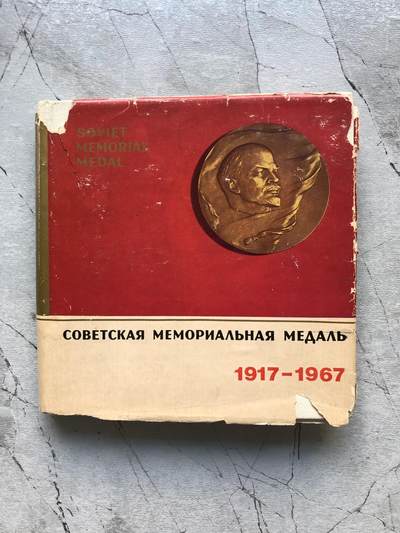 SOVIET
MEMORIAL
MEDAL
СОВЕТСКАЯ МЕМОРИАЛЬНАЯ МЕДАЛЬ
1917-1967